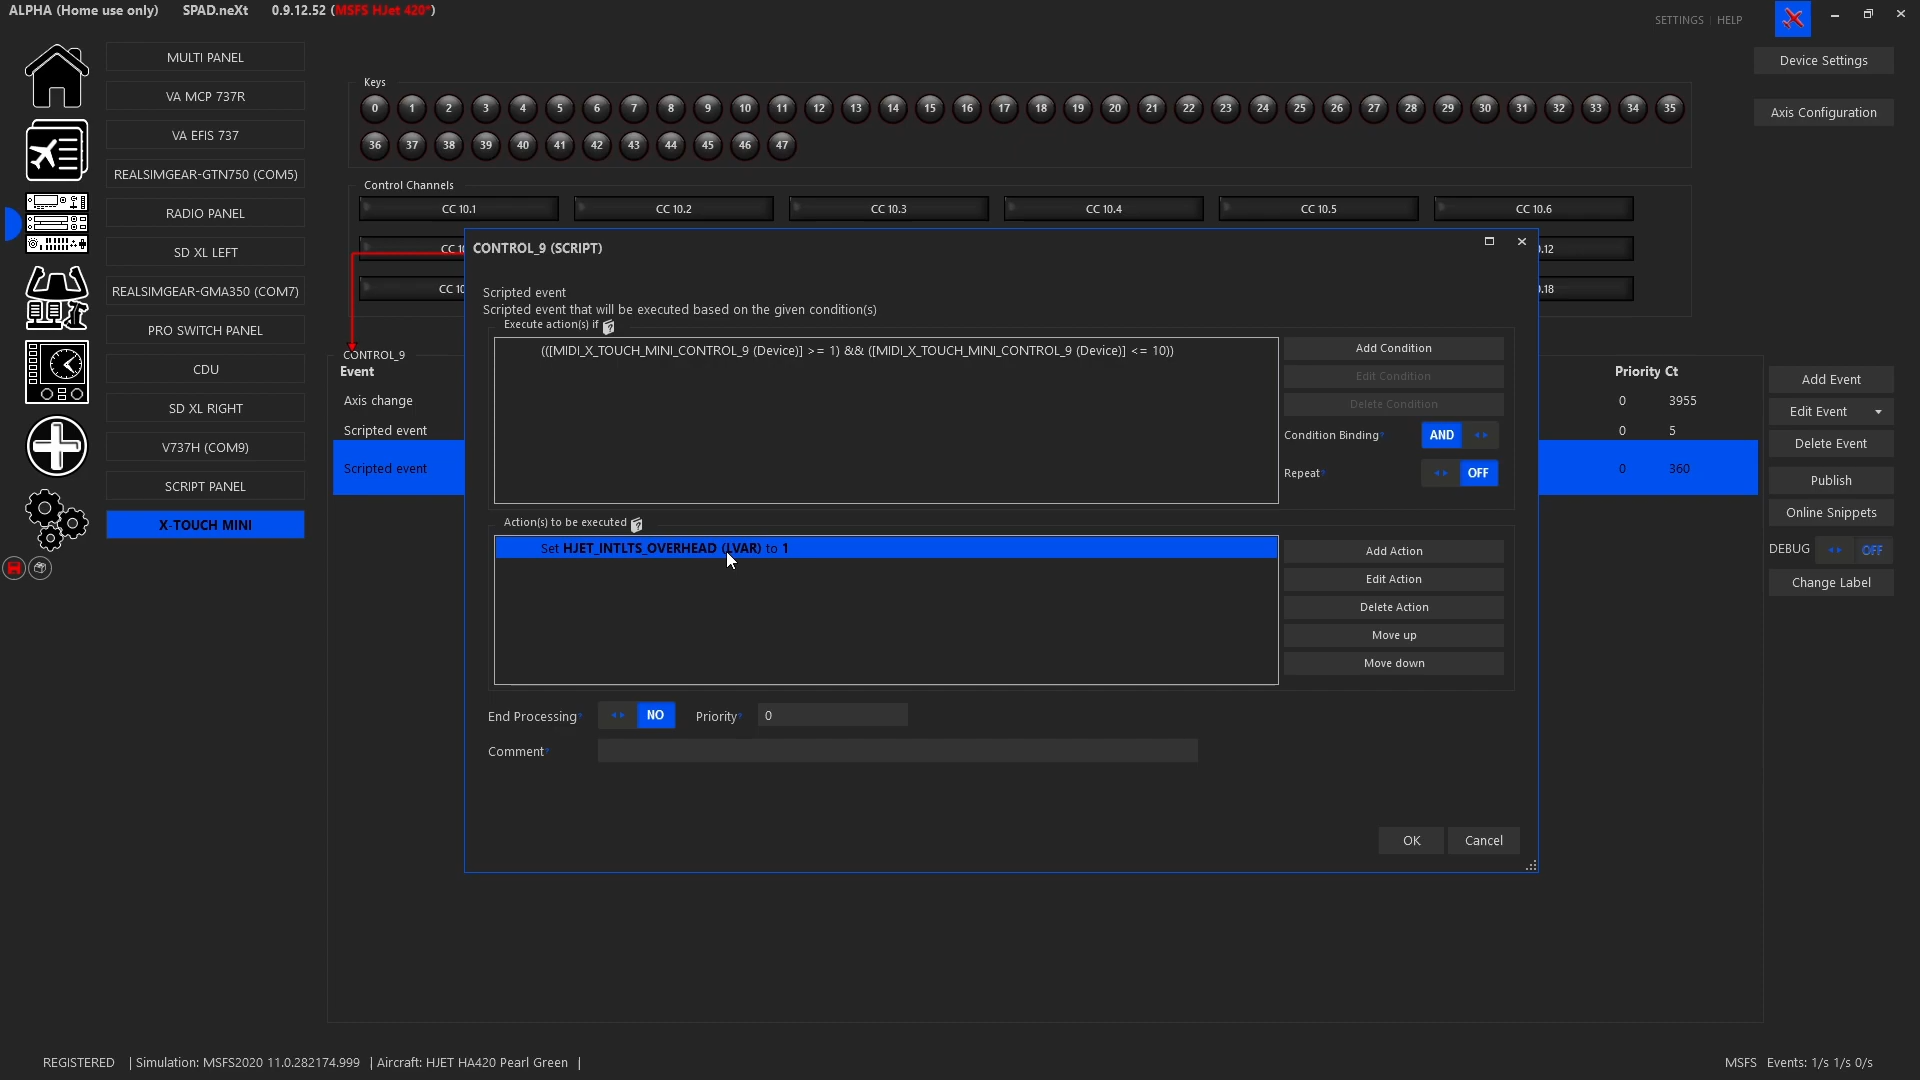 ALPHA (Home use only) SPAD.neXt 0.9.12.52 (MSFS HJet 420*)
SETTINGS | HELP
MULTI PANEL
VA MCP 737R
VA EFIS 737
REALSIMGEAR-GTN750 (COM5)
RADIO PANEL
SD XL LEFT
REALSIMGEAR-GMA350 (COM7)
PRO SWITCH PANEL
CDU
SD XL RIGHT
V737H (COM9)
SCRIPT PANEL
X-TOUCH MINI
Device Settings
Axis Configuration
Keys
0 1 2 3 4 5 6 7 8 9 10 11 12 13 14 15 16 17 18 19 20 21 22 23 24 25 26 27 28 29 30 31 32 33 34 35
36 37 38 39 40 41 42 43 44 45 46 47
Control Channels
CC 10.1 CC 10.2 CC 10.3 CC 10.4 CC 10.5 CC 10.6
CC 10 .12
CC 10 .18
CONTROL_9
Event Priority Ct
Axis change 0 3955
Scripted event 0 5
Scripted event 0 360
CONTROL_9 (SCRIPT)
Scripted event
Scripted event that will be executed based on the given condition(s)
Execute action(s) if
(([MIDI_X_TOUCH_MINI_CONTROL_9 (Device)] >= 1) && ([MIDI_X_TOUCH_MINI_CONTROL_9 (Device)] <= 10))
Add Condition
Edit Condition
Delete Condition
Condition Binding? AND
Repeat? OFF
Action(s) to be executed
Set HJET_INTLTS_OVERHEAD (LVAR) to 1
Add Action
Edit Action
Delete Action
Move up
Move down
End Processing? NO Priority? 0
Comment?
OK Cancel
Add Event
Edit Event
Delete Event
Publish
Online Snippets
DEBUG OFF
Change Label
REGISTERED | Simulation: MSFS2020 11.0.282174.999 | Aircraft: HJET HA420 Pearl Green |
MSFS Events: 1/s 1/s 0/s